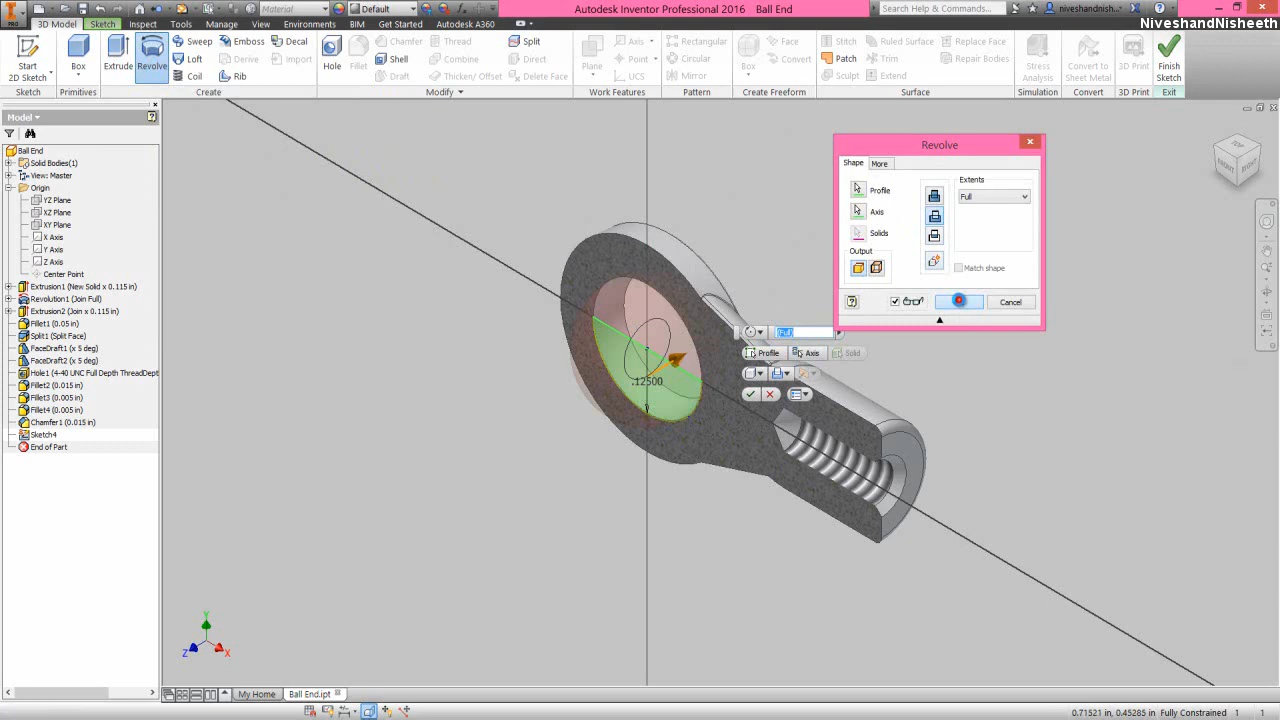 Material
Default
Autodesk Inventor Professional 2016 Ball End
Search Help & Commands...
niveshandnishe...
NiveshandNisheeth
PRO
3D Model
Sketch
Inspect
Tools
Manage
View
Environments
BIM
Get Started
Autodesk A360
Start
2D Sketch
Box
Extrude
Revolve
Sweep
Emboss
Decal
Loft
Derive
Import
Coil
Rib
Hole
Fillet
Chamfer
Thread
Split
Shell
Combine
Direct
Draft
Thicken/ Offset
Delete Face
Plane
Axis
Point
UCS
Rectangular
Circular
Mirror
Box
Face
Convert
Stitch
Ruled Surface
Replace Face
Patch
Trim
Repair Bodies
Sculpt
Extend
Stress
Analysis
Convert to
Sheet Metal
3D Print
Finish
Sketch
Sketch
Primitives
Create
Modify
Work Features
Pattern
Create Freeform
Surface
Simulation
Convert
3D Print
Exit
Model
Ball End
Solid Bodies(1)
View: Master
Origin
YZ Plane
XZ Plane
XY Plane
X Axis
Y Axis
Z Axis
Center Point
Extrusion1 (New Solid x 0.115 in)
Revolution1 (Join Full)
Extrusion2 (Join x 0.115 in)
Fillet1 (0.05 in)
Split1 (Split Face)
FaceDraft1 (x 5 deg)
FaceDraft2 (x 5 deg)
Hole1 (4-40 UNC Full Depth ThreadDept
Fillet2 (0.015 in)
Fillet3 (0.005 in)
Fillet4 (0.005 in)
Chamfer1 (0.015 in)
Sketch4
End of Part
Revolve
Shape
More
Profile
Axis
Solids
Output
Extents
Full
Match shape
Cancel
(Full)
Profile
Axis
Solid
.12500
TOP
FRONT
RIGHT
Y
Z
X
My Home
Ball End.ipt
0.71521 in, 0.45285 in Fully Constrained 1 1